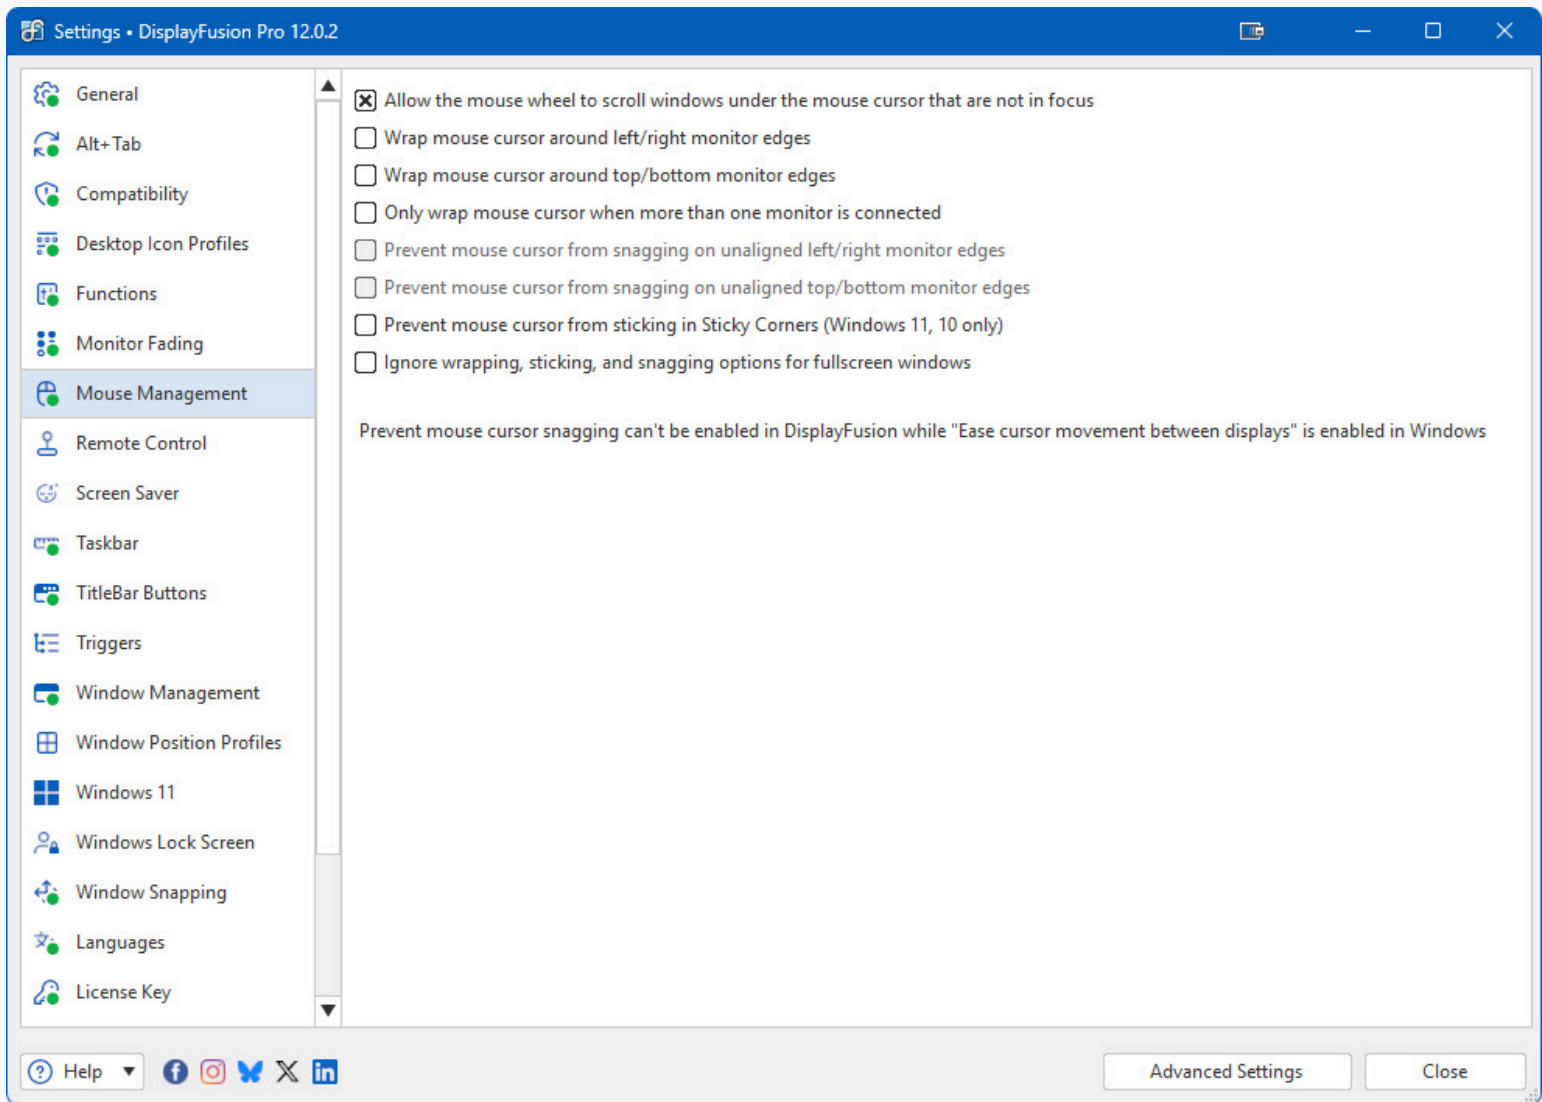 Settings • DisplayFusion Pro 12.0.2
General
Alt+Tab
Compatibility
Desktop Icon Profiles
Functions
Monitor Fading
Mouse Management
Remote Control
Screen Saver
Taskbar
TitleBar Buttons
Triggers
Window Management
Window Position Profiles
Windows 11
Windows Lock Screen
Window Snapping
Languages
License Key
Allow the mouse wheel to scroll windows under the mouse cursor that are not in focus
Wrap mouse cursor around left/right monitor edges
Wrap mouse cursor around top/bottom monitor edges
Only wrap mouse cursor when more than one monitor is connected
Prevent mouse cursor from snagging on unaligned left/right monitor edges
Prevent mouse cursor from snagging on unaligned top/bottom monitor edges
Prevent mouse cursor from sticking in Sticky Corners (Windows 11, 10 only)
Ignore wrapping, sticking, and snagging options for fullscreen windows
Prevent mouse cursor snagging can't be enabled in DisplayFusion while "Ease cursor movement between displays" is enabled in Windows
Help
Advanced Settings
Close